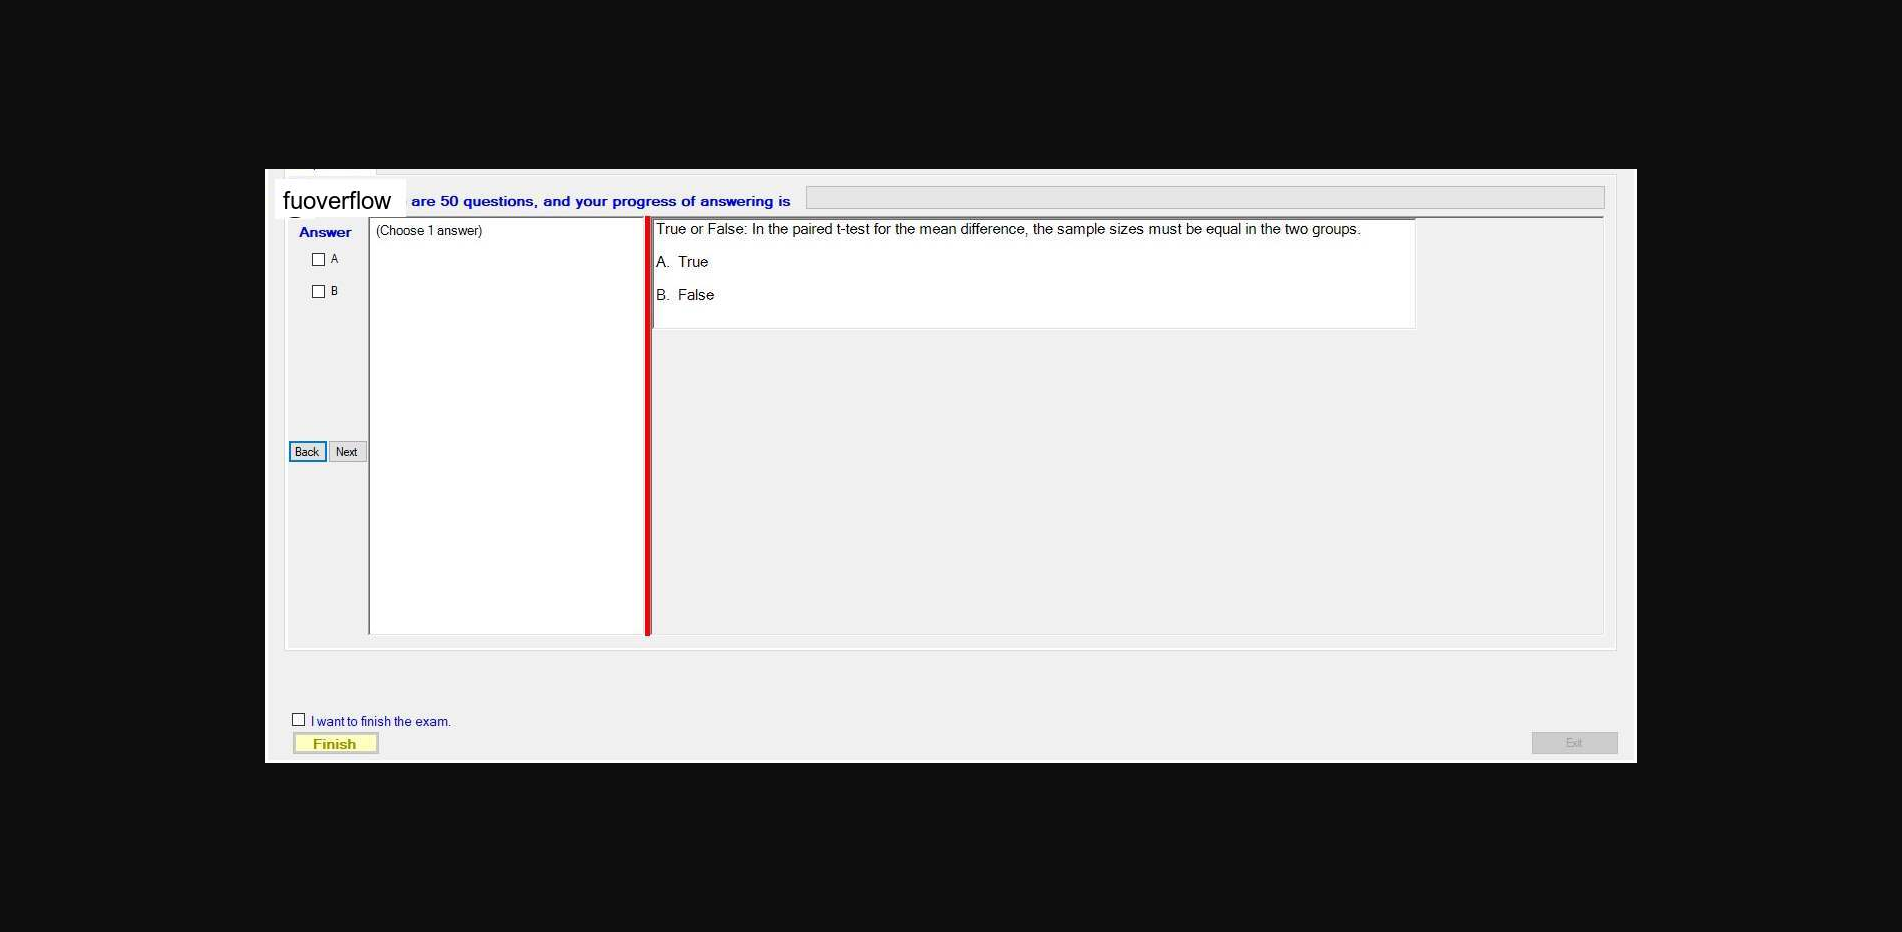 fuoverflow are 50 questions, and your progress of answering is
Answer
(Choose 1 answer)
A
B
True or False: In the paired t-test for the mean difference, the sample sizes must be equal in the two groups.
A. True
B. False
Back Next
I want to finish the exam.
Finish
Exit